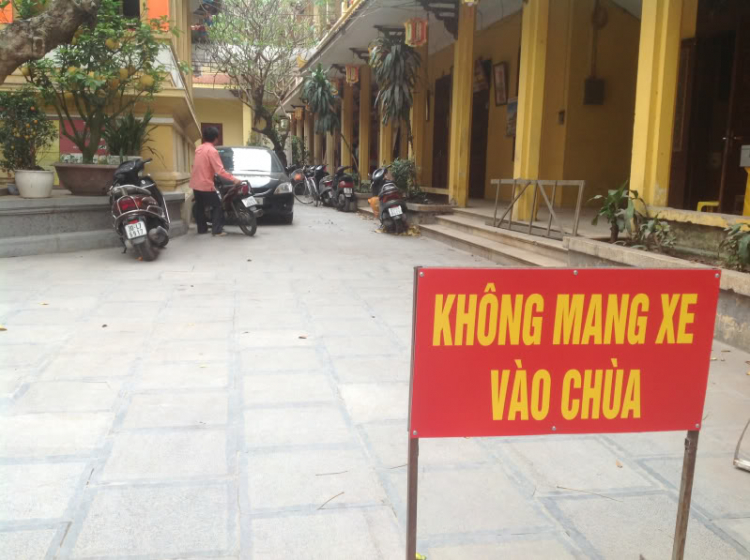 KHÔNG MANG XE
VÀO CHÙA